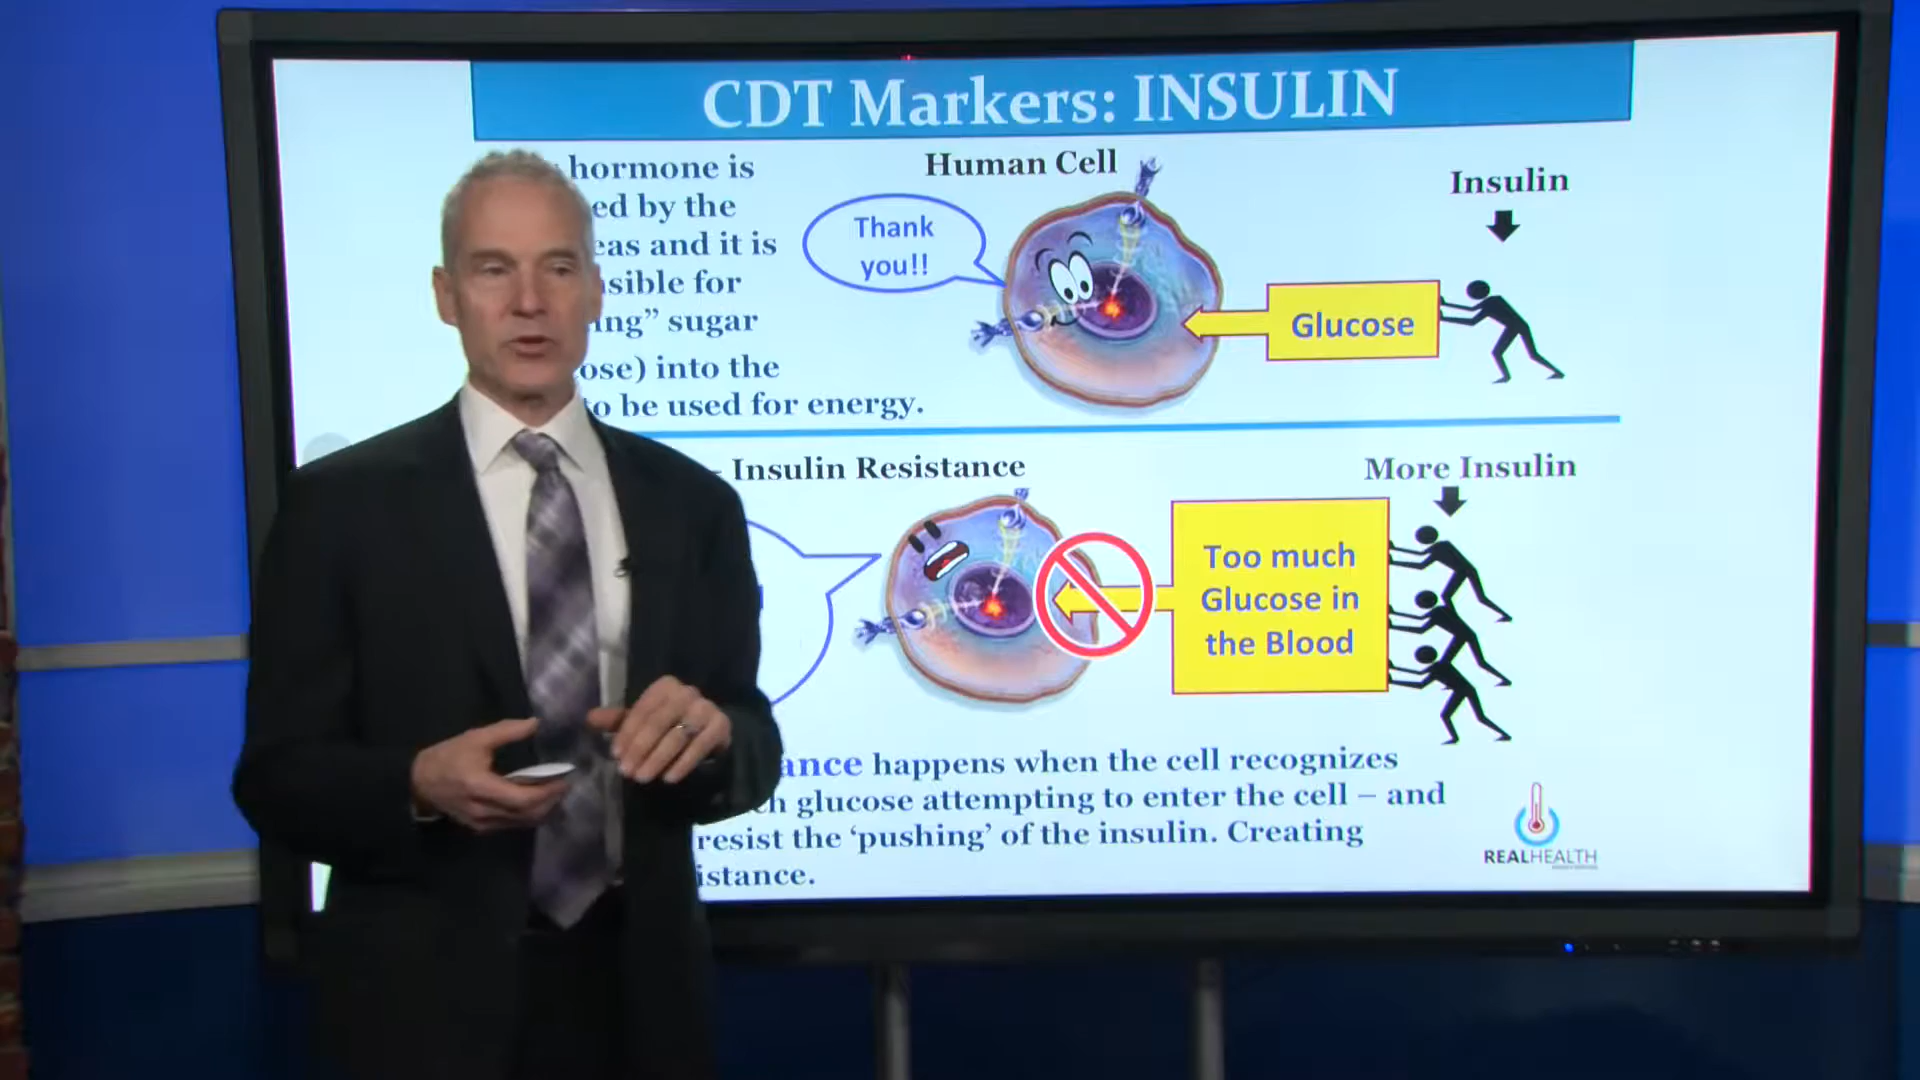 CDT Markers: INSULIN
hormone is
ed by the
eas and it is
sible for
ing" sugar
ose) into the
to be used for energy.
Human Cell
Thank
you!!
Insulin
Glucose
– Insulin Resistance
More Insulin
Too much
Glucose in
the Blood
ance happens when the cell recognizes
ch glucose attempting to enter the cell – and
resist the ‘pushing’ of the insulin. Creating
istance.
REALHEALTH